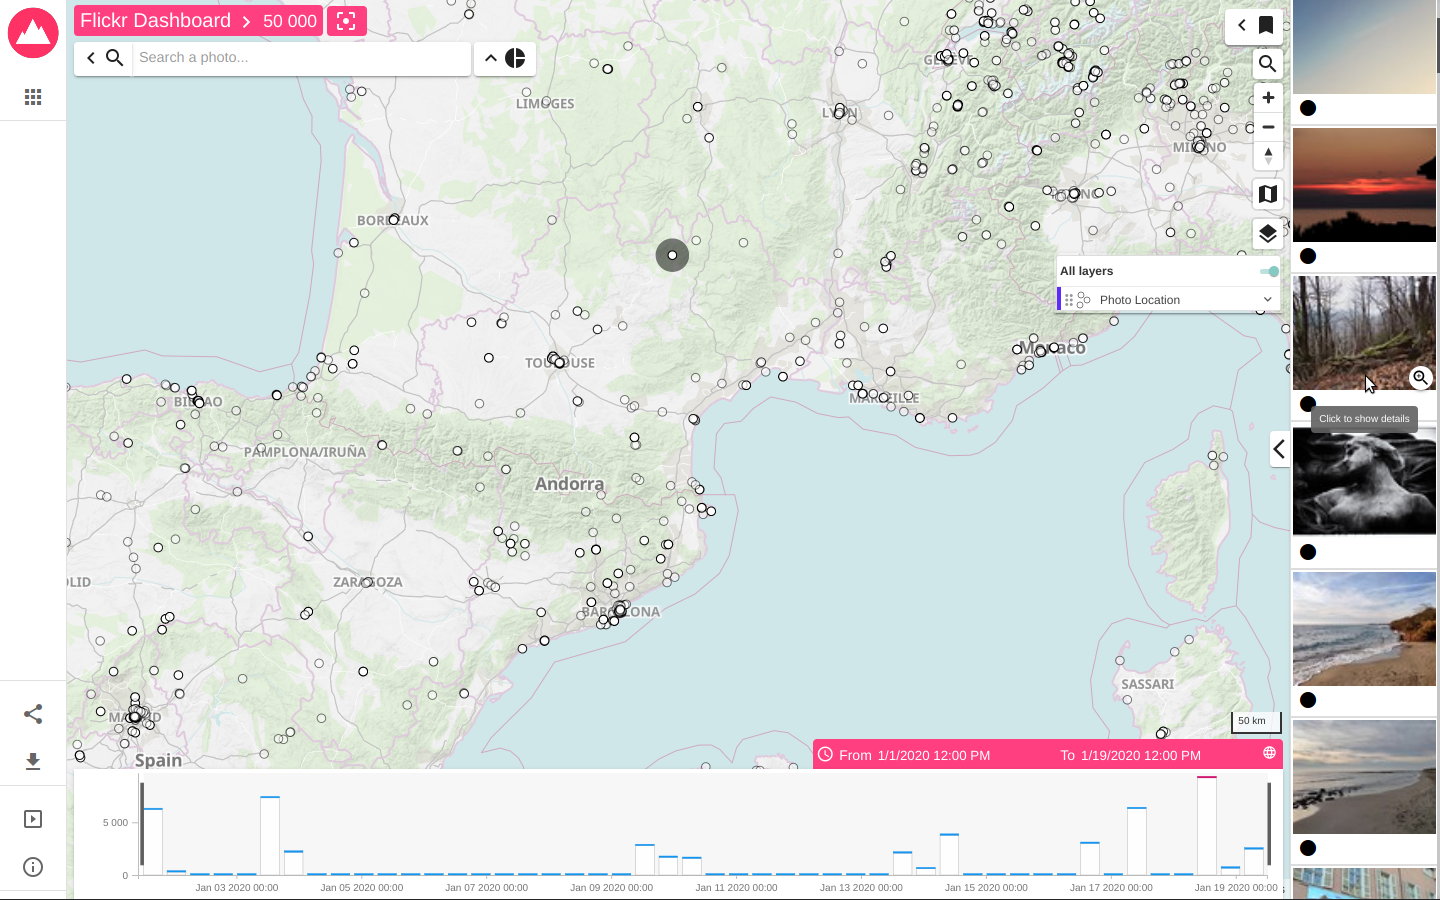 Flickr Dashboard
50 000
Search a photo...
LIMOGES
BORDEAUX
TOULOUSE
BILBAO
PAMPLONA/IRUÑA
Andorra
ZARAGOZA
OLID
BARCELONA
MADRID
Spain
LYON
GENÈVE
MILANO
TORINO
Monaco
MARSEILLE
SASSARI
All layers
Photo Location
Click to show details
50 km
From 1/1/2020 12:00 PM To 1/19/2020 12:00 PM
5 000
0
Jan 03 2020 00:00 Jan 05 2020 00:00 Jan 07 2020 00:00 Jan 09 2020 00:00 Jan 11 2020 00:00 Jan 13 2020 00:00 Jan 15 2020 00:00 Jan 17 2020 00:00 Jan 19 2020 00:00